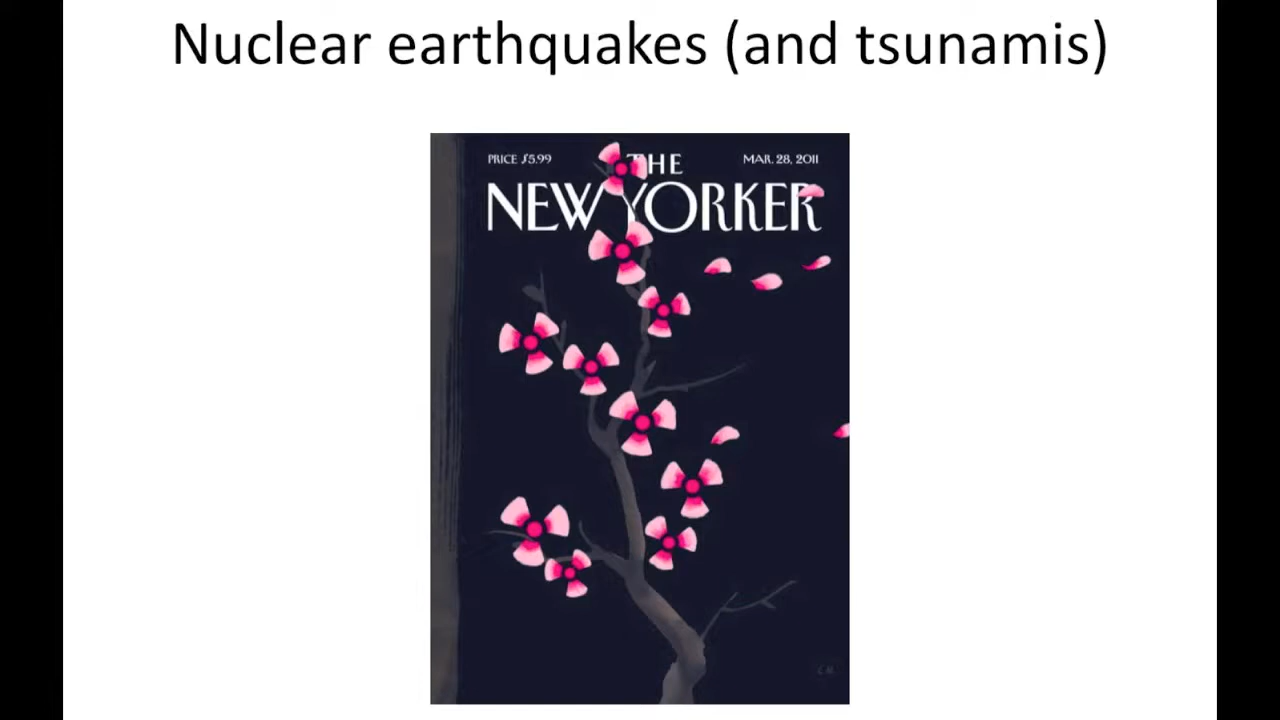 Nuclear earthquakes (and tsunamis)
PRICE $5.99
THE
MAR. 28, 2011
NEW YORKER